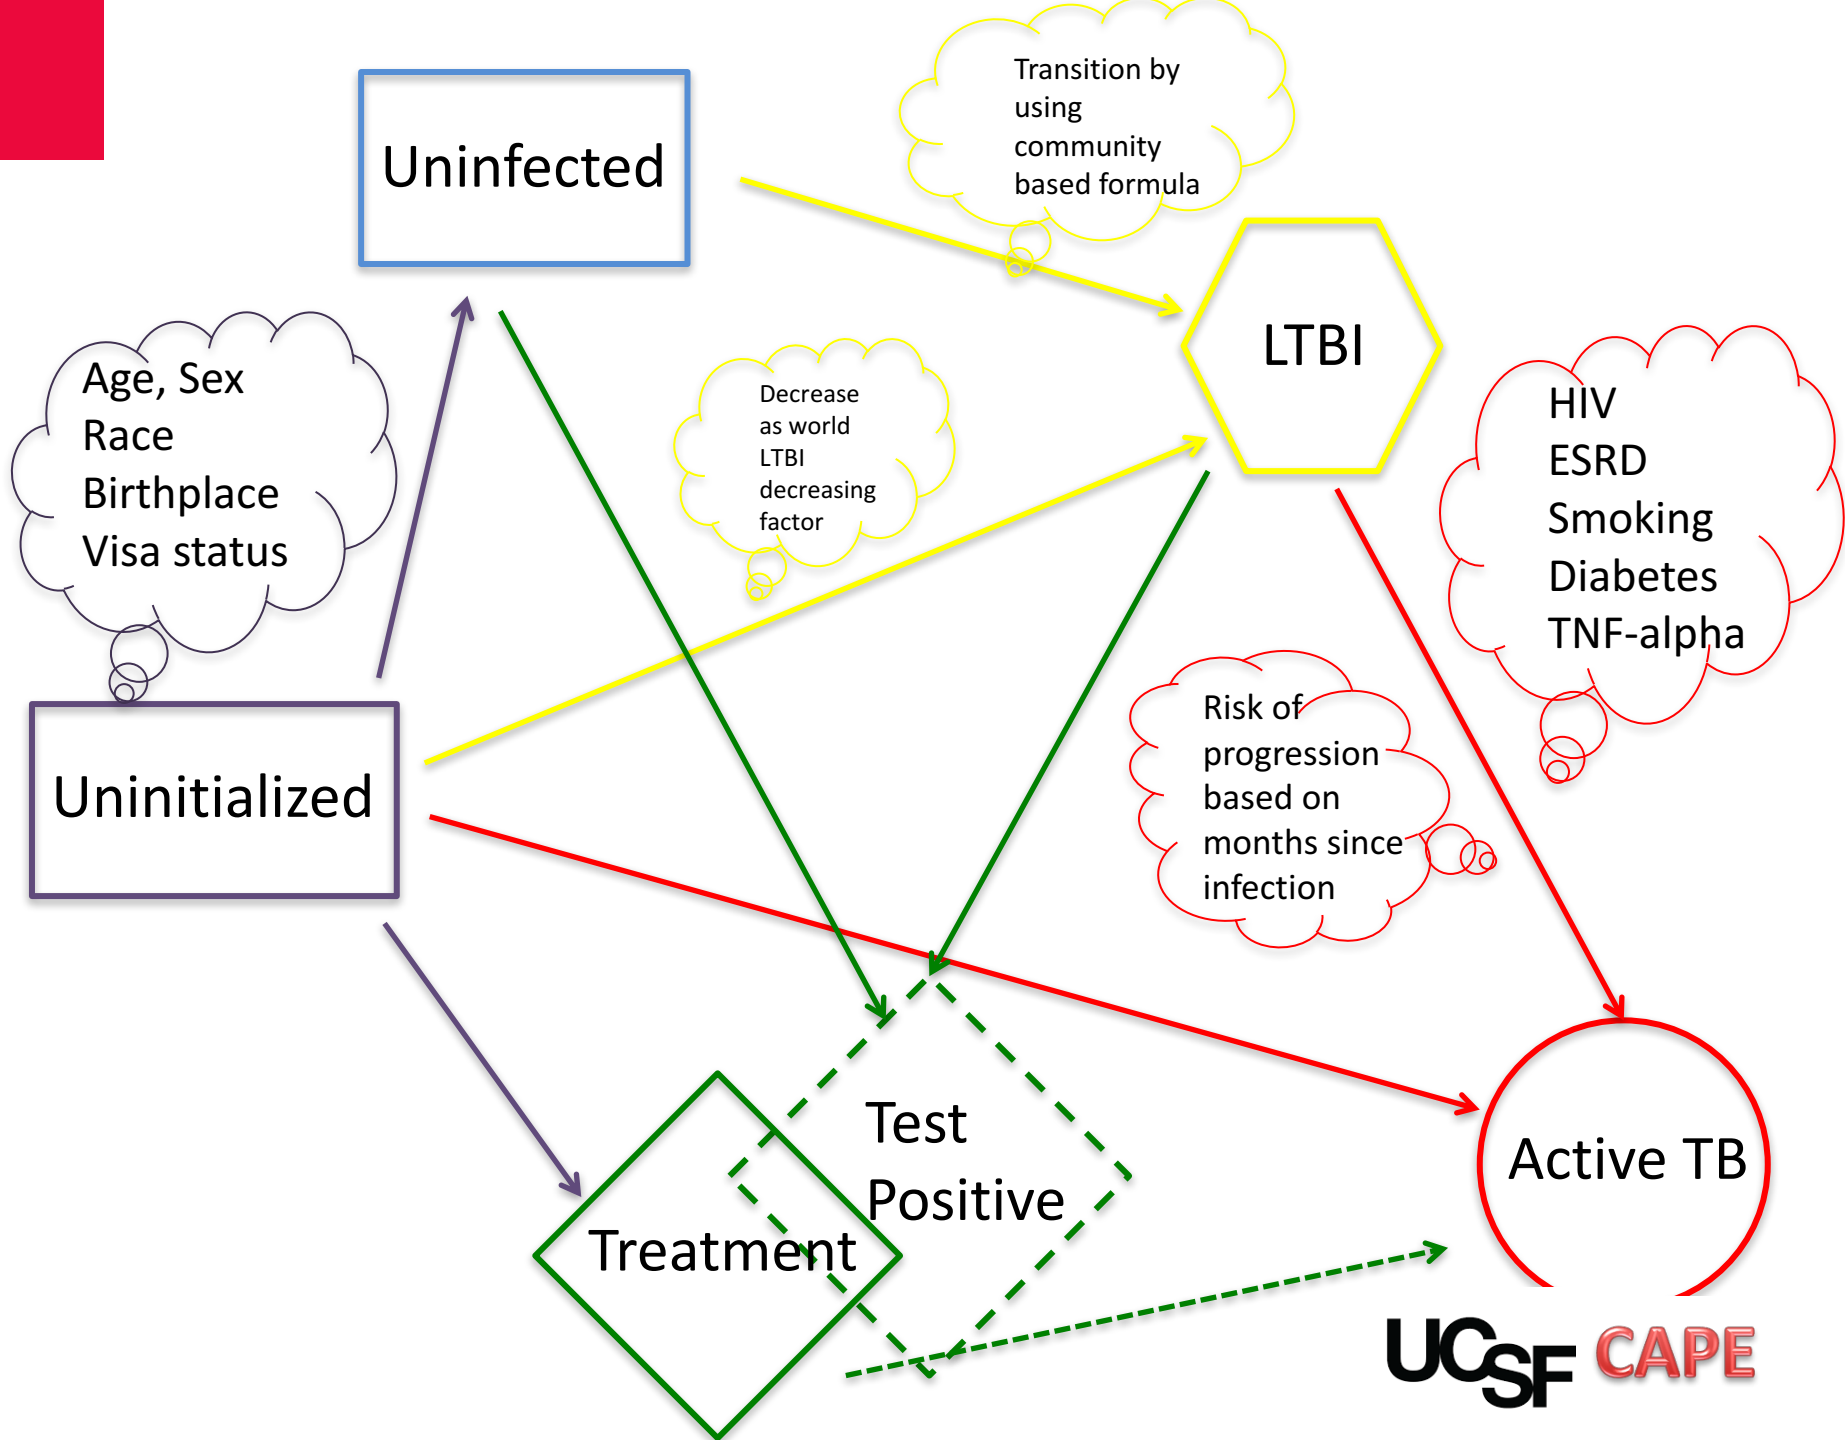 Transition by
using
community
based formula
Uninfected
LTBI
Age, Sex
Race
Birthplace
Visa status
Decrease
as world
LTBI
decreasing
factor
HIV
ESRD
Smoking
Diabetes
TNF-alpha
Risk of
progression
based on
months since
infection
Uninitialized
Test
Positive
Treatment
Active TB
UCSF CAPE